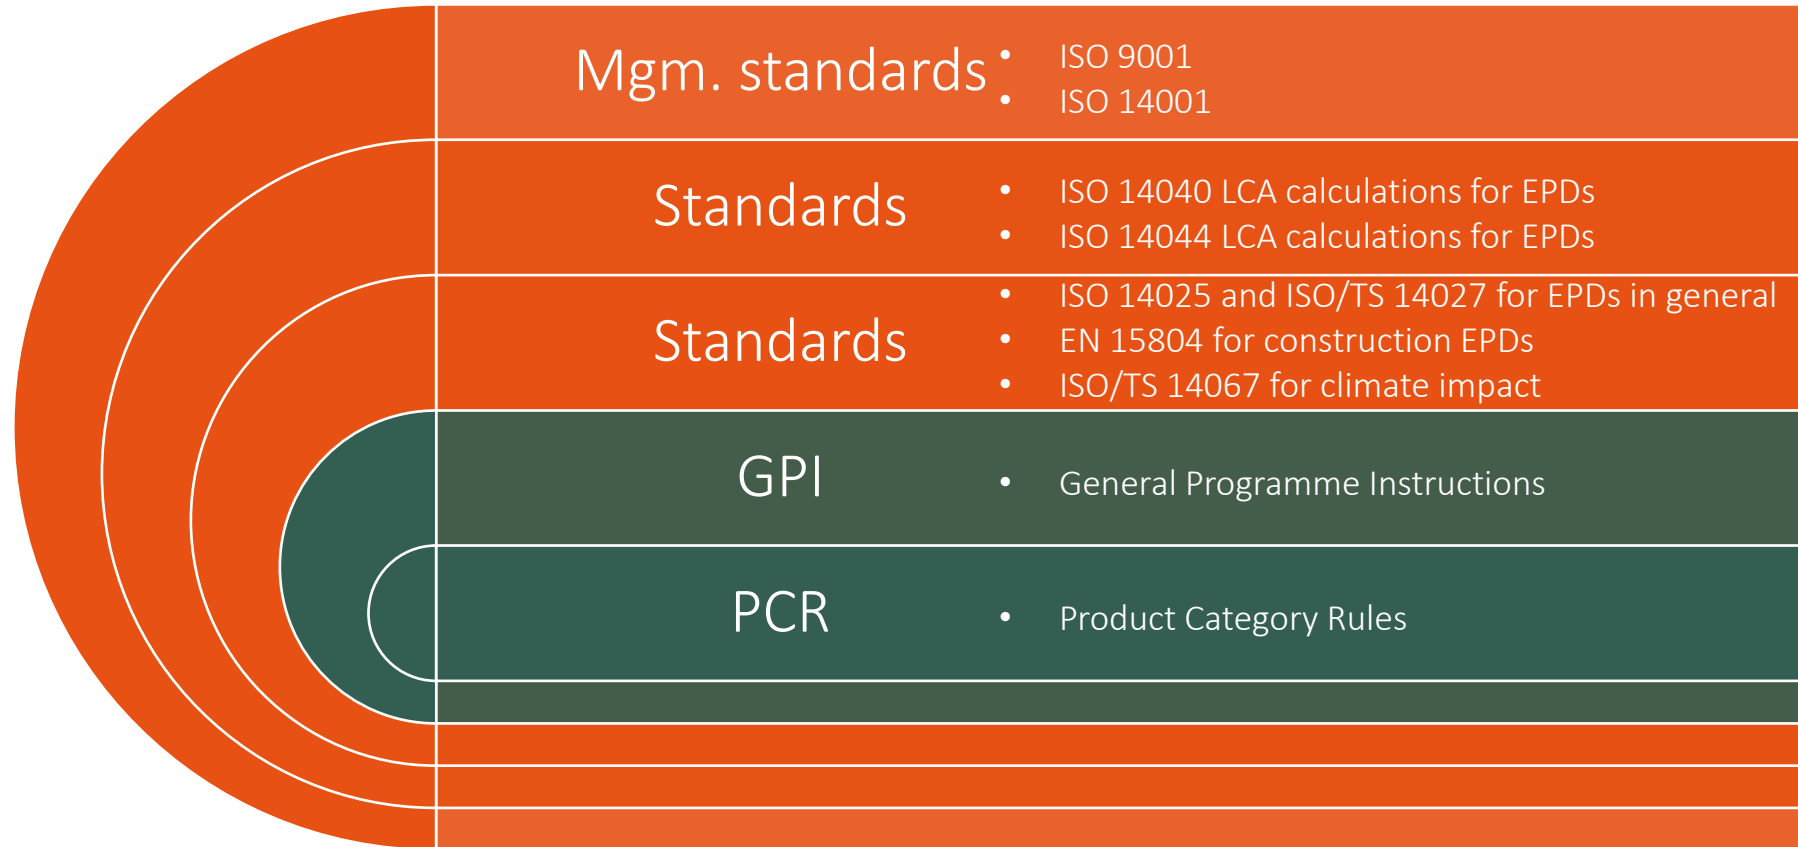 Mgm. standards
• ISO 9001
• ISO 14001
Standards
• ISO 14040 LCA calculations for EPDs
• ISO 14044 LCA calculations for EPDs
Standards
• ISO 14025 and ISO/TS 14027 for EPDs in general
• EN 15804 for construction EPDs
• ISO/TS 14067 for climate impact
GPI
• General Programme Instructions
PCR
• Product Category Rules